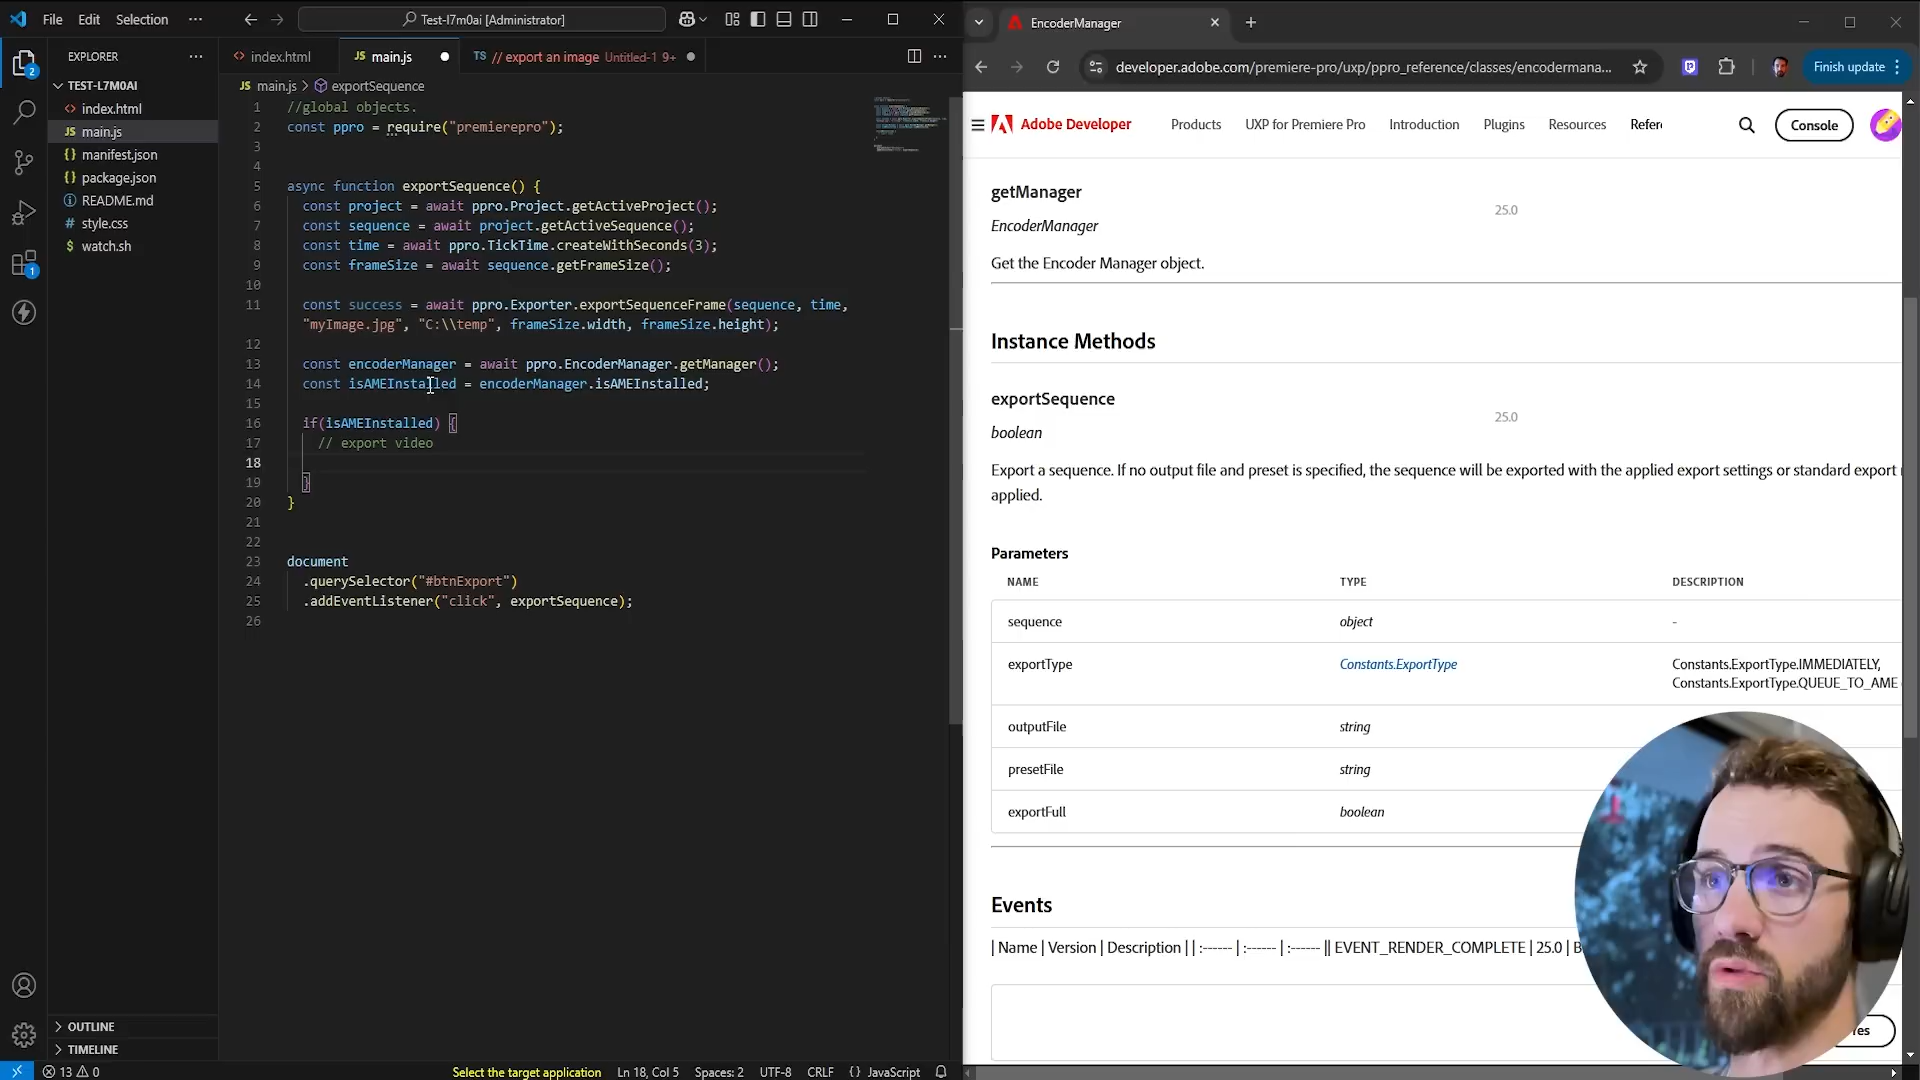 File Edit Selection ···
Test-l7m0ai [Administrator]
EXPLORER ···
TEST-L7M0AI
<> index.html
JS main.js
{} manifest.json
{} package.json
README.md
# style.css
$ watch.sh
2
1
OUTLINE
TIMELINE
<> index.html
JS main.js
TS // export an image Untitled-1 9+
JS main.js > exportSequence
1 //global objects.
2 const ppro = require("premierepro");
3
4
5 async function exportSequence() {
6 const project = await ppro.Project.getActiveProject();
7 const sequence = await project.getActiveSequence();
8 const time = await ppro.TickTime.createWithSeconds(3);
9 const frameSize = await sequence.getFrameSize();
10
11 const success = await ppro.Exporter.exportSequenceFrame(sequence, time,
"myImage.jpg", "C:\\temp", frameSize.width, frameSize.height);
12
13 const encoderManager = await ppro.EncoderManager.getManager();
14 const isAMEInstalled = encoderManager.isAMEInstalled;
15
16 if(isAMEInstalled) {
17 // export video
18
19 }
20 }
21
22
23 document
24 .querySelector("#btnExport")
25 .addEventListener("click", exportSequence);
26
13 0
Select the target application Ln 18, Col 5 Spaces: 2 UTF-8 CRLF {} JavaScript
EncoderManager
developer.adobe.com/premiere-pro/uxp/ppro_reference/classes/encodermana...
Finish update
Adobe Developer Products UXP for Premiere Pro Introduction Plugins Resources Refer
Console
getManager
25.0
EncoderManager
Get the Encoder Manager object.
Instance Methods
exportSequence
25.0
boolean
Export a sequence. If no output file and preset is specified, the sequence will be exported with the applied export settings or standard export
applied.
Parameters
NAME TYPE DESCRIPTION
sequence object -
exportType Constants.ExportType Constants.ExportType.IMMEDIATELY,
Constants.ExportType.QUEUE_TO_AME
outputFile string
presetFile string
exportFull boolean
Events
| Name | Version | Description | | :------ | :------ | :------ || EVENT_RENDER_COMPLETE | 25.0 | B
Yes